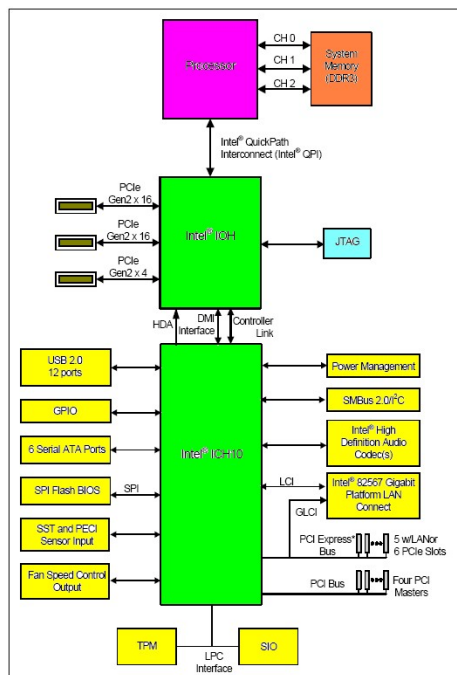 Processor
CH 0
CH 1
CH 2
System
Memory
(DDR3)
Intel® QuickPath
Interconnect (Intel® QPI)
PCIe
Gen2 x 16
PCIe
Gen2 x 16
PCIe
Gen2 x 4
Intel® IOH
JTAG
HDA
DMI
Interface
Controller
Link
USB 2.0
12 ports
GPIO
6 Serial ATA Ports
SPI Flash BIOS
SPI
SST and PECI
Sensor Input
Fan Speed Control
Output
Intel® ICH10
Power Management
SMBus 2.0/I²C
Intel® High
Definition Audio
Codec(s)
LCI
Intel® 82567 Gigabit
Platform LAN
Connect
GLCI
PCI Express*
Bus
5 w/LANor
6 PCIe Slots
PCI Bus
Four PCI
Masters
TPM
LPC
Interface
SIO